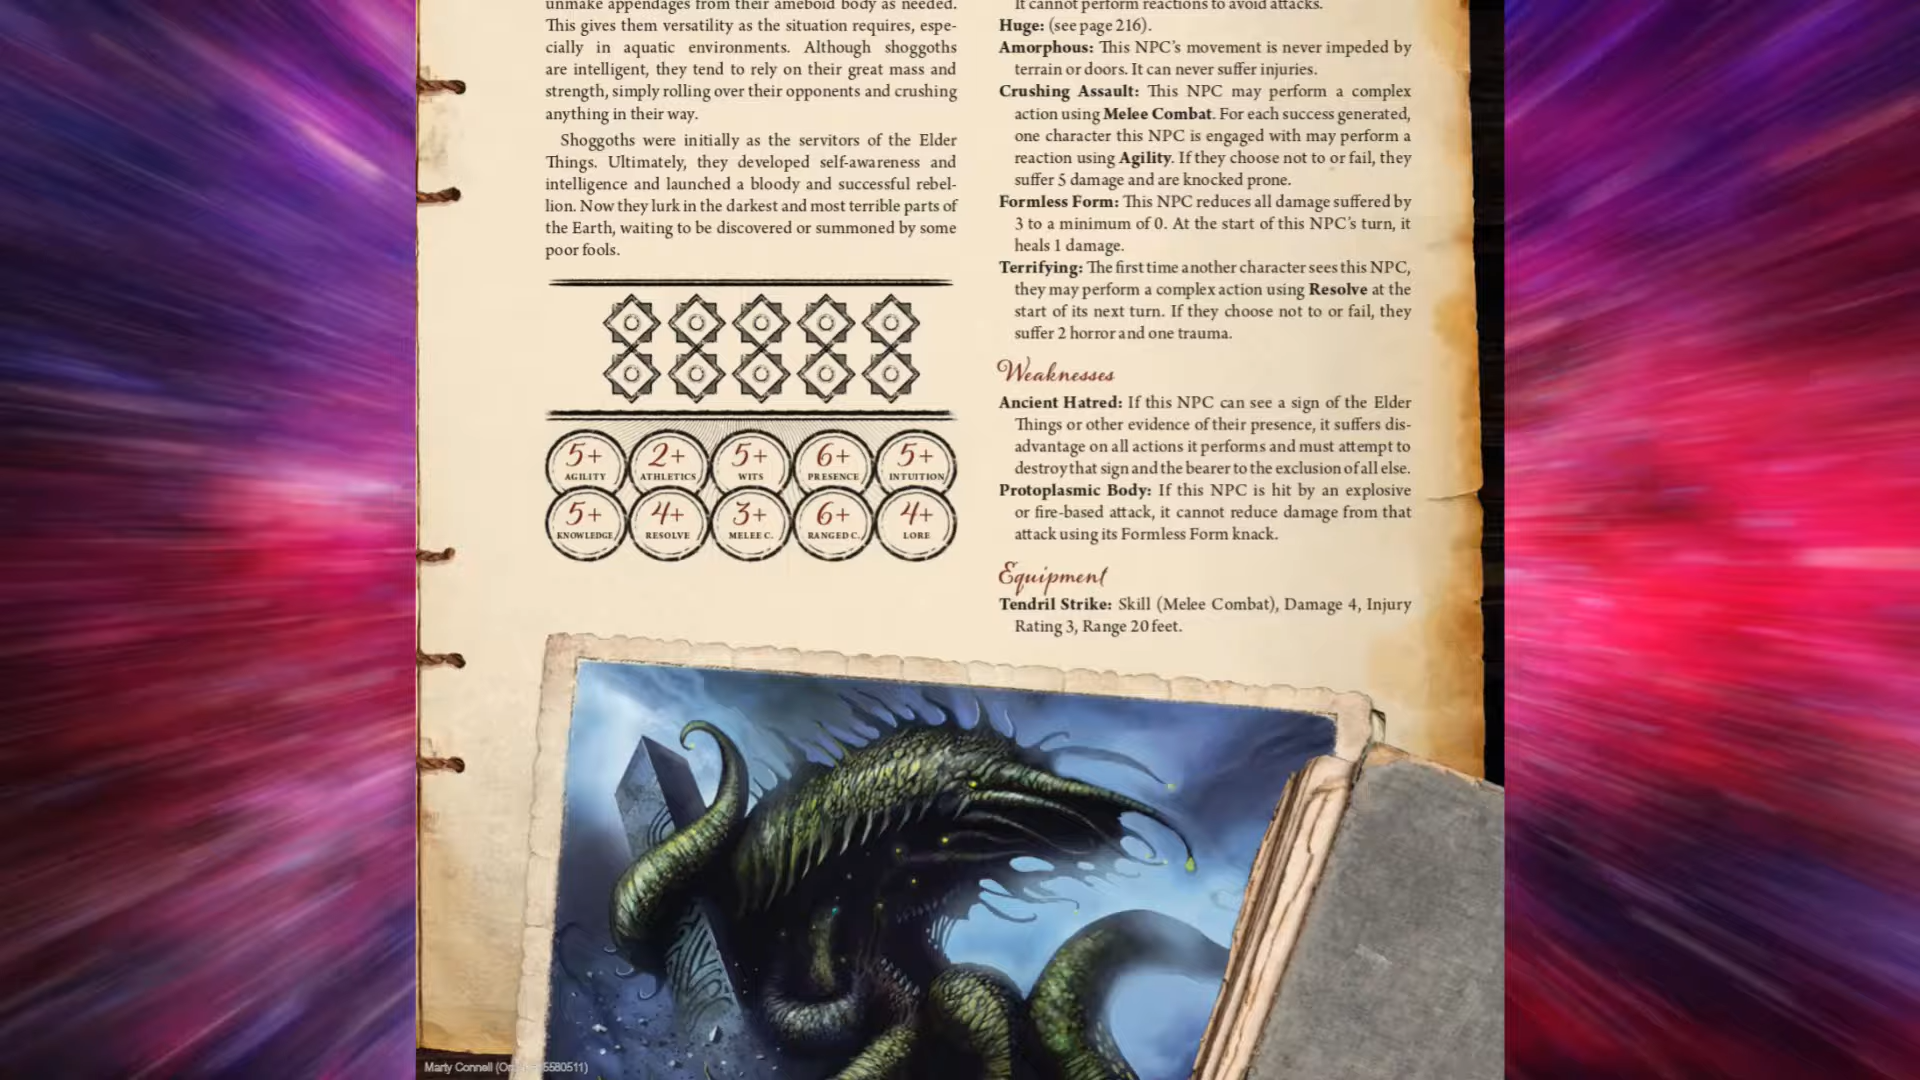 unmake appendages from their ameboid body as needed.
This gives them versatility as the situation requires, espe-
cially in aquatic environments. Although shoggoths
are intelligent, they tend to rely on their great mass and
strength, simply rolling over their opponents and crushing
anything in their way.
Shoggoths were initially as the servitors of the Elder
Things. Ultimately, they developed self-awareness and
intelligence and launched a bloody and successful rebel-
lion. Now they lurk in the darkest and most terrible parts of
the Earth, waiting to be discovered or summoned by some
poor fools.
5+ 2+ 5+ 6+ 5+
AGILITY ATHLETICS WITS PRESENCE INTUITION
5+ 4+ 3+ 6+ 4+
KNOWLEDGE RESOLVE MELEE C. RANGED C. LORE
It cannot perform reactions to avoid attacks.
Huge: (see page 216).
Amorphous: This NPC's movement is never impeded by
terrain or doors. It can never suffer injuries.
Crushing Assault: This NPC may perform a complex
action using Melee Combat. For each success generated,
one character this NPC is engaged with may perform a
reaction using Agility. If they choose not to or fail, they
suffer 5 damage and are knocked prone.
Formless Form: This NPC reduces all damage suffered by
3 to a minimum of 0. At the start of this NPC's turn, it
heals 1 damage.
Terrifying: The first time another character sees this NPC,
they may perform a complex action using Resolve at the
start of its next turn. If they choose not to or fail, they
suffer 2 horror and one trauma.
Weaknesses
Ancient Hatred: If this NPC can see a sign of the Elder
Things or other evidence of their presence, it suffers dis-
advantage on all actions it performs and must attempt to
destroy that sign and the bearer to the exclusion of all else.
Protoplasmic Body: If this NPC is hit by an explosive
or fire-based attack, it cannot reduce damage from that
attack using its Formless Form knack.
Equipment
Tendril Strike: Skill (Melee Combat), Damage 4, Injury
Rating 3, Range 20 feet.
Marty Connell